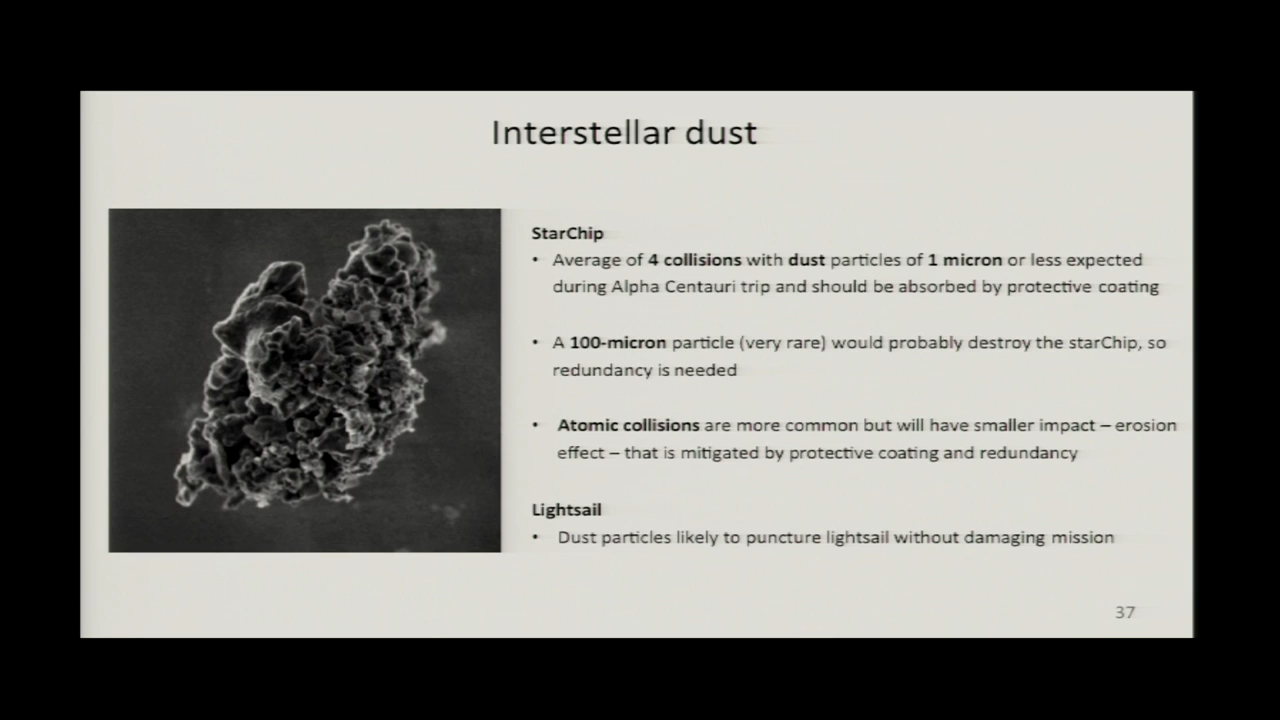 Interstellar dust
StarChip
• Average of 4 collisions with dust particles of 1 micron or less expected
during Alpha Centauri trip and should be absorbed by protective coating
• A 100-micron particle (very rare) would probably destroy the starChip, so
redundancy is needed
• Atomic collisions are more common but will have smaller impact – erosion
effect – that is mitigated by protective coating and redundancy
Lightsail
• Dust particles likely to puncture lightsail without damaging mission
37